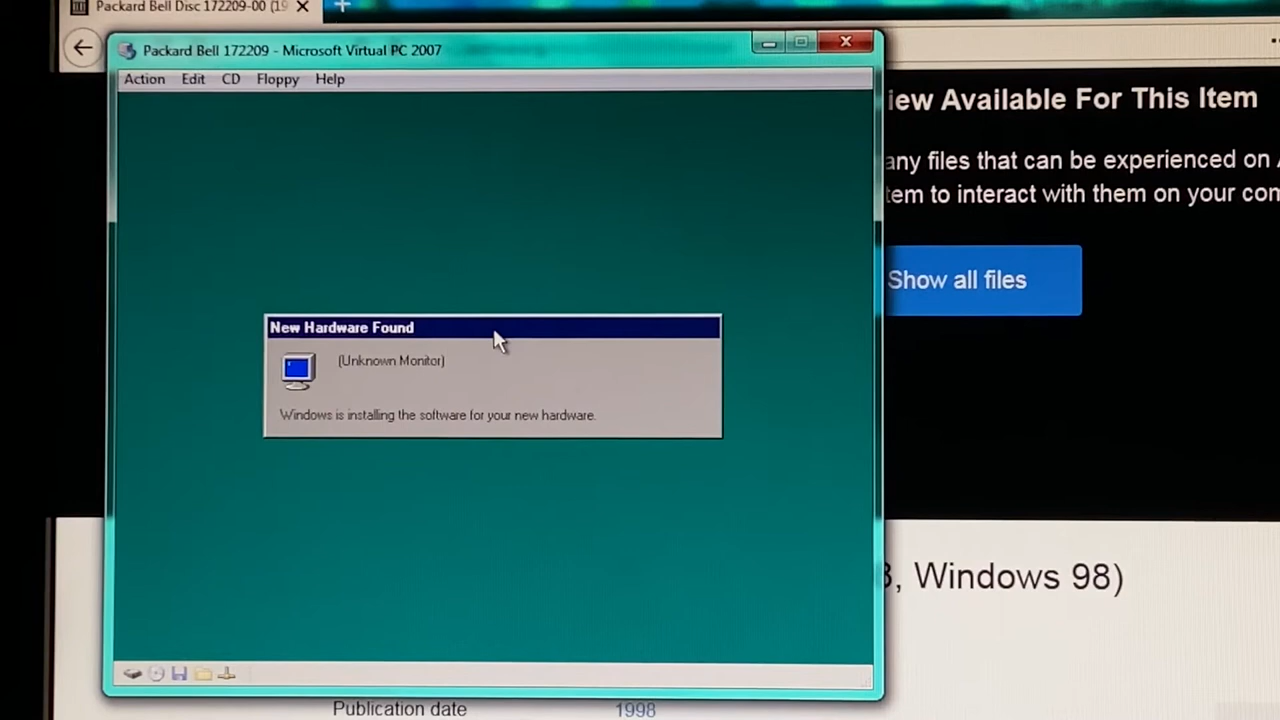 Packard Bell Disc 172209-00 (19
Packard Bell 172209 - Microsoft Virtual PC 2007
Action Edit CD Floppy Help
iew Available For This Item
any files that can be experienced on
tem to interact with them on your com
Show all files
New Hardware Found
(Unknown Monitor)
Windows is installing the software for your new hardware.
, Windows 98)
Publication date 1998